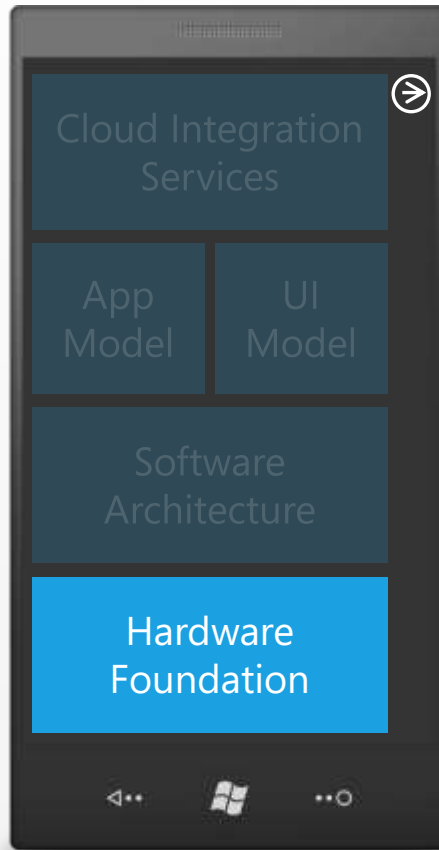 Cloud Integration
Services
App
Model
UI
Model
Software
Architecture
Hardware
Foundation